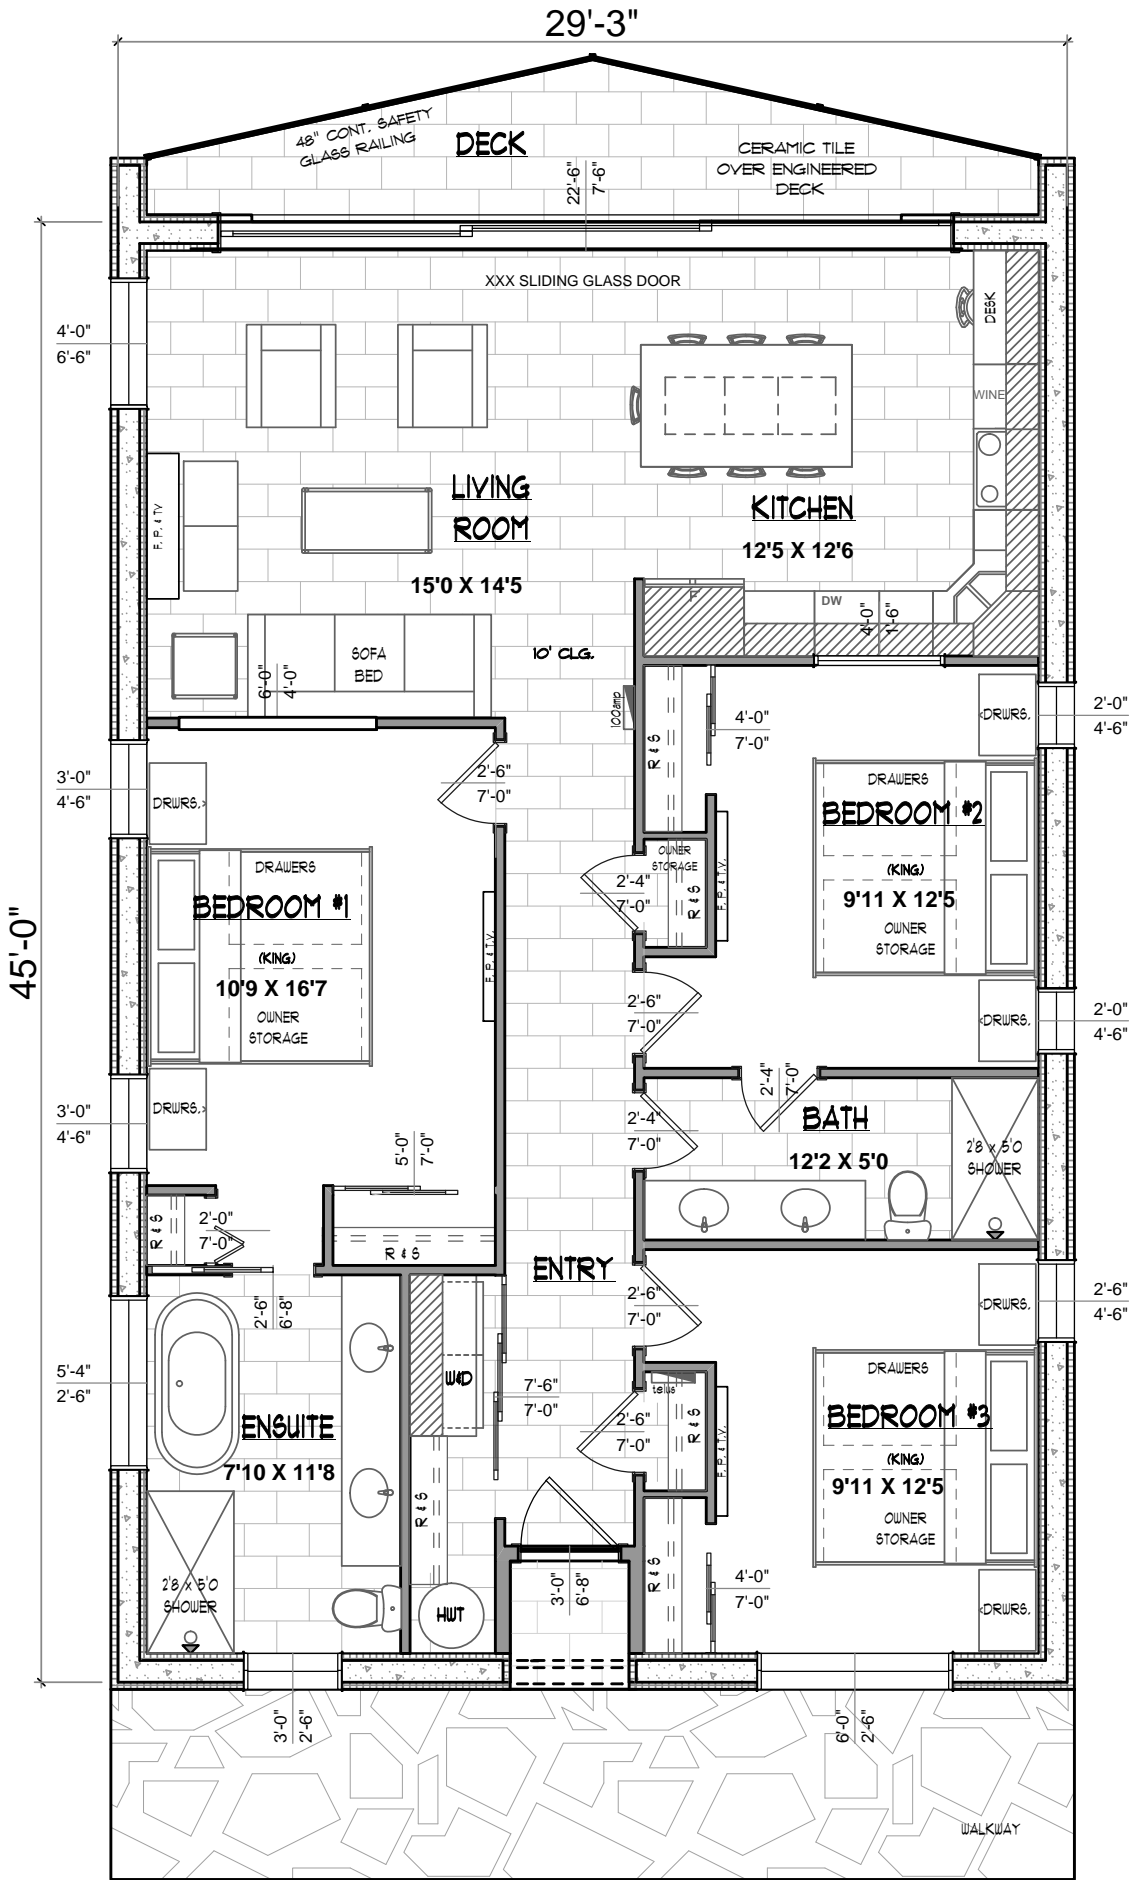 29'-3"
48" CONT. SAFETY
GLASS RAILING
DECK
CERAMIC TILE
OVER ENGINEERED
DECK
22'-6"
7'-6"
XXX SLIDING GLASS DOOR
DESK
4'-0"
6'-6"
WINE
LIVING
ROOM
15'0 X 14'5
KITCHEN
12'5 X 12'6
F.P. & TV
F
DW
4'-0"
1'-6"
SOFA
BED
6'-0"
4'-0"
10' CLG.
100amp
R & S
4'-0"
7'-0"
DRWRS.
2'-0"
4'-6"
3'-0"
4'-6"
DRWRS.
2'-6"
7'-0"
DRAWERS
BEDROOM #2
(KING)
9'11 X 12'5
OWNER
STORAGE
OWNER
STORAGE
R & S
F.P. & T.V.
2'-4"
7'-0"
DRAWERS
BEDROOM #1
(KING)
10'9 X 16'7
OWNER
STORAGE
F.P. & T.V.
45'-0"
2'-6"
7'-0"
DRWRS.
2'-0"
4'-6"
3'-0"
4'-6"
DRWRS.
2'-4"
7'-0"
2'-4"
7'-0"
BATH
12'2 X 5'0
2'8 x 5'0
SHOWER
5'-0"
7'-0"
R & S
2'-0"
7'-0"
R & S
ENTRY
2'-6"
6'-8"
2'-6"
7'-0"
DRWRS.
2'-6"
4'-6"
5'-4"
2'-6"
W&D
7'-6"
7'-0"
telus
R & S
2'-6"
7'-0"
F.P. & T.V.
DRAWERS
BEDROOM #3
(KING)
9'11 X 12'5
OWNER
STORAGE
ENSUITE
7'10 X 11'8
R & S
2'8 x 5'0
SHOWER
HWT
3'-0"
6'-8"
R & S
4'-0"
7'-0"
DRWRS.
3'-0"
2'-6"
6'-0"
2'-6"
WALKWAY